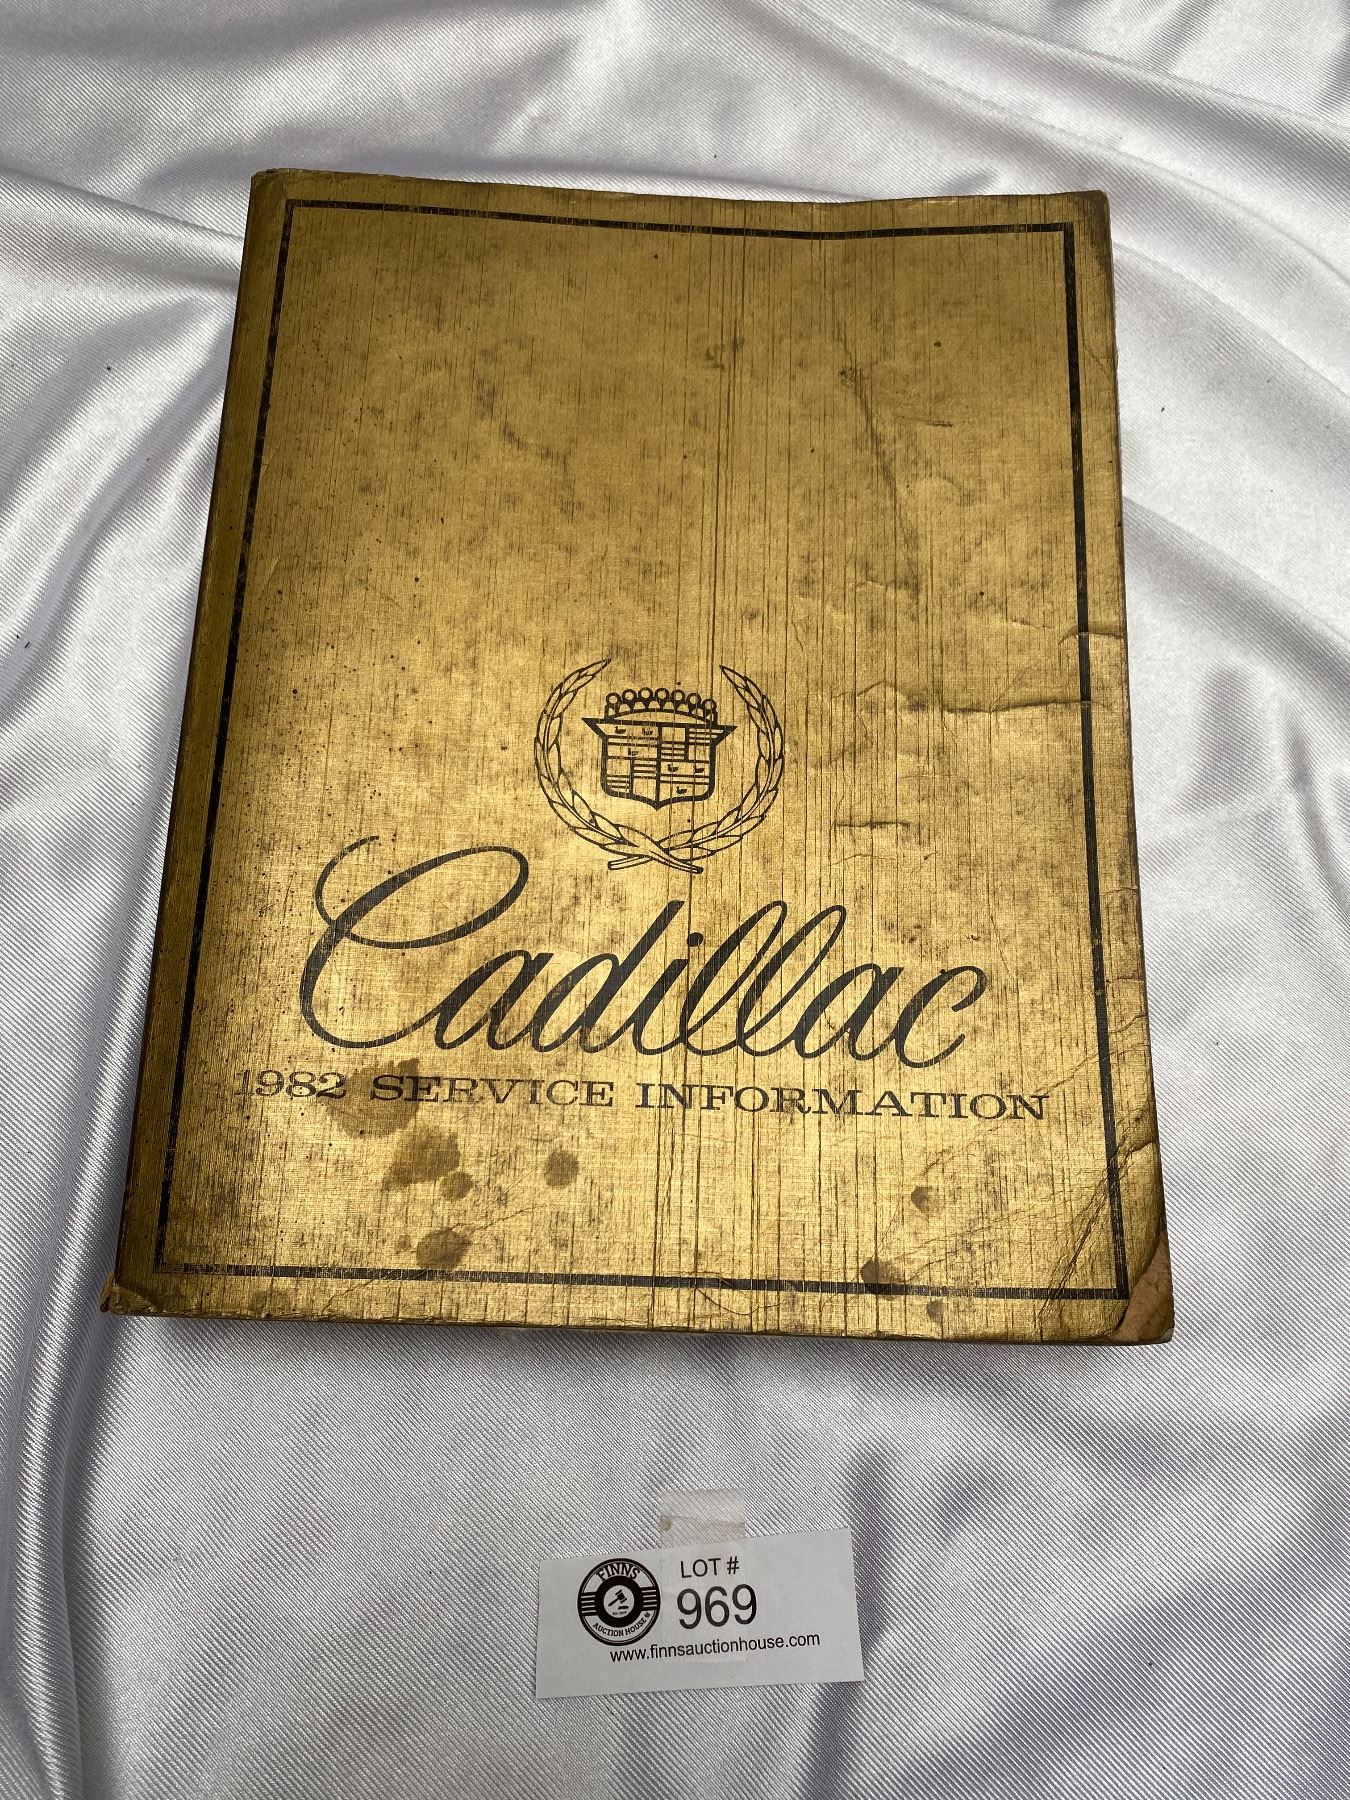 Cadillac
1982 SERVICE INFORMATION
FINNS
AUCTION HOUSE
LOT #
969
www.finnsauctionhouse.com